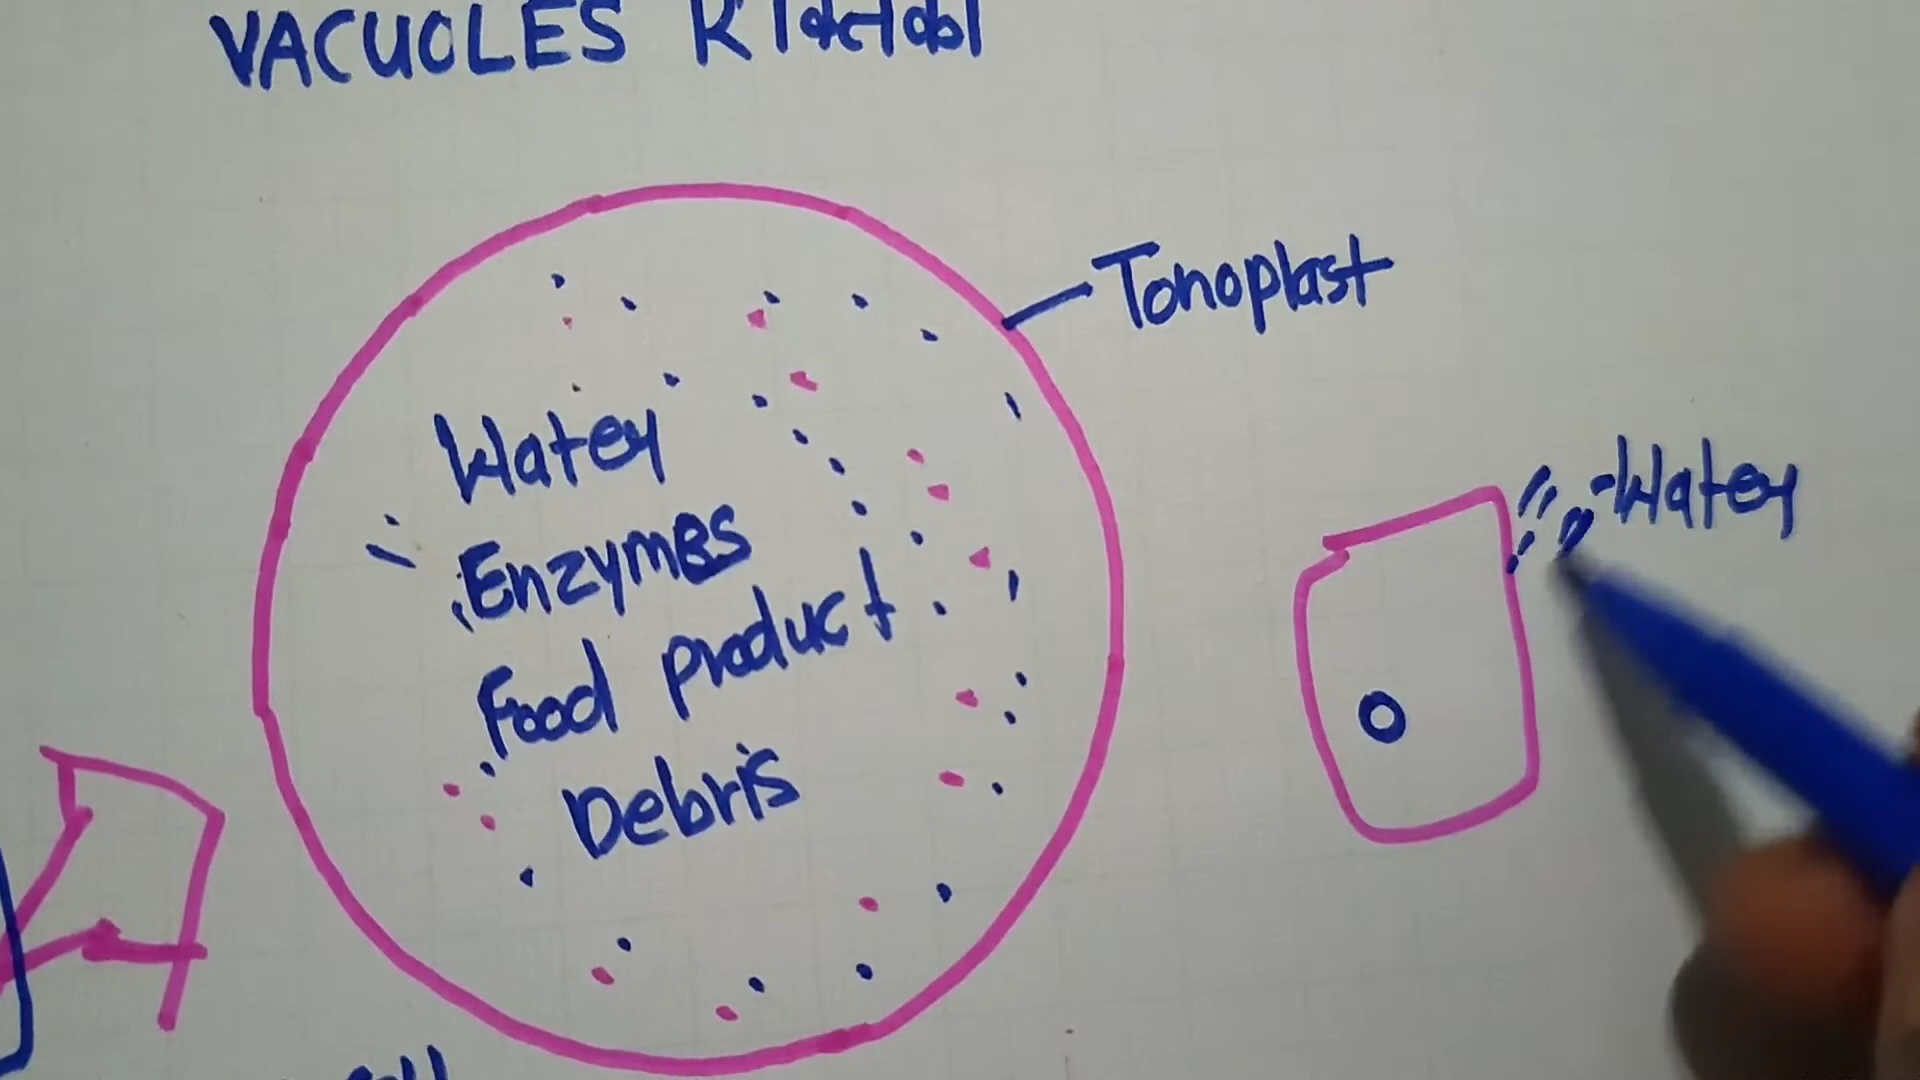 VACUOLES
Tonoplast
Water
Enzymes
Food product
Debris
-Water